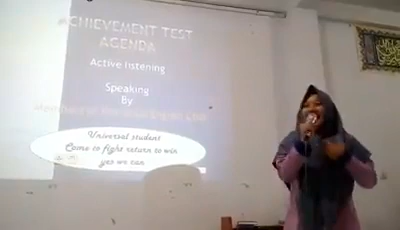 ACHIEVEMENT TEST
AGENDA
Active listening
Speaking
By
Universal student
Come to fight return to win
yes we can